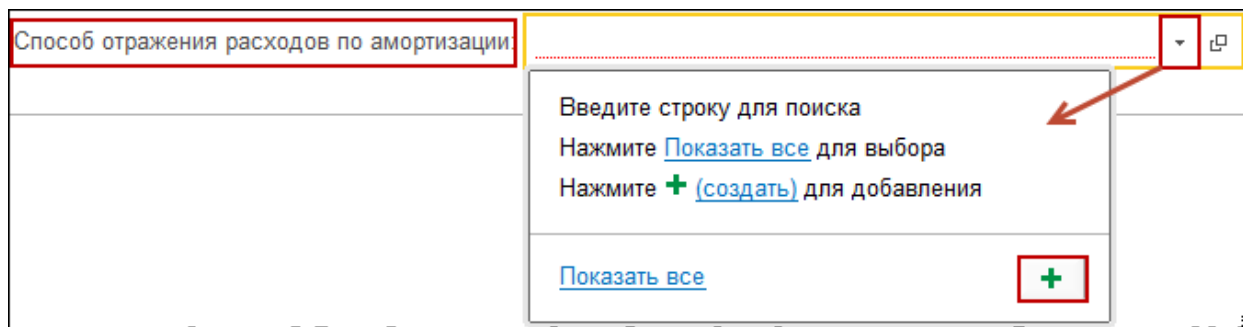 Способ отражения расходов по амортизации:
Введите строку для поиска
Нажмите Показать все для выбора
Нажмите + (создать) для добавления
Показать все